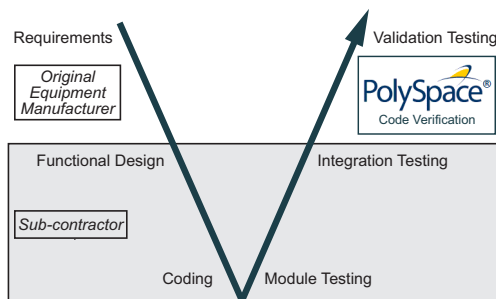 Requirements
Validation Testing
Original
Equipment
Manufacturer
PolySpace®
Code Verification
Functional Design
Integration Testing
Sub-contractor
Coding
Module Testing